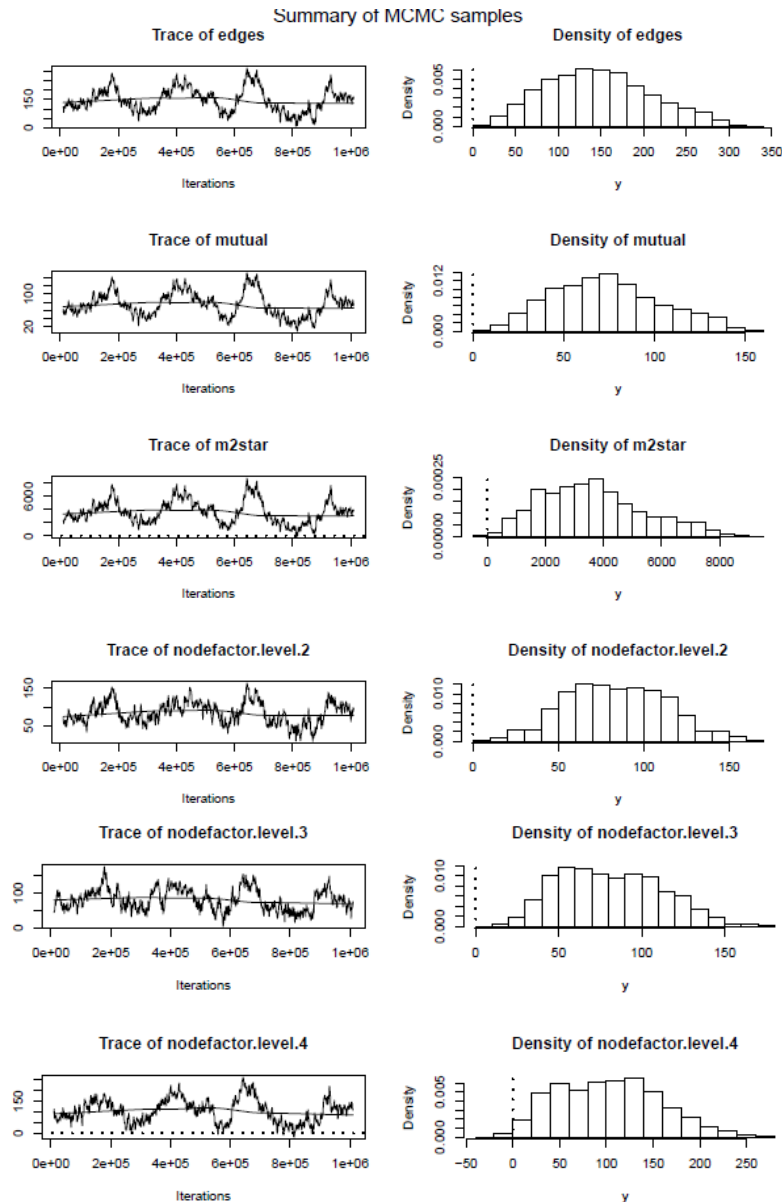 Summary of MCMC samples
Trace of edges
0 150
0e+00 2e+05 4e+05 6e+05 8e+05 1e+06
Iterations
Density of edges
Density
0.000 0.005
0 50 100 150 200 250 300 350
y
Trace of mutual
20 100
0e+00 2e+05 4e+05 6e+05 8e+05 1e+06
Iterations
Density of mutual
Density
0.000 0.012
0 50 100 150
y
Trace of m2star
0 6000
0e+00 2e+05 4e+05 6e+05 8e+05 1e+06
Iterations
Density of m2star
Density
0.00000 0.00025
0 2000 4000 6000 8000
y
Trace of nodefactor.level.2
50 150
0e+00 2e+05 4e+05 6e+05 8e+05 1e+06
Iterations
Density of nodefactor.level.2
Density
0.000 0.010
0 50 100 150
y
Trace of nodefactor.level.3
0 100
0e+00 2e+05 4e+05 6e+05 8e+05 1e+06
Iterations
Density of nodefactor.level.3
Density
0.000 0.010
0 50 100 150
y
Trace of nodefactor.level.4
0 150
0e+00 2e+05 4e+05 6e+05 8e+05 1e+06
Iterations
Density of nodefactor.level.4
Density
0.000 0.005
-50 0 50 100 150 200 250
y